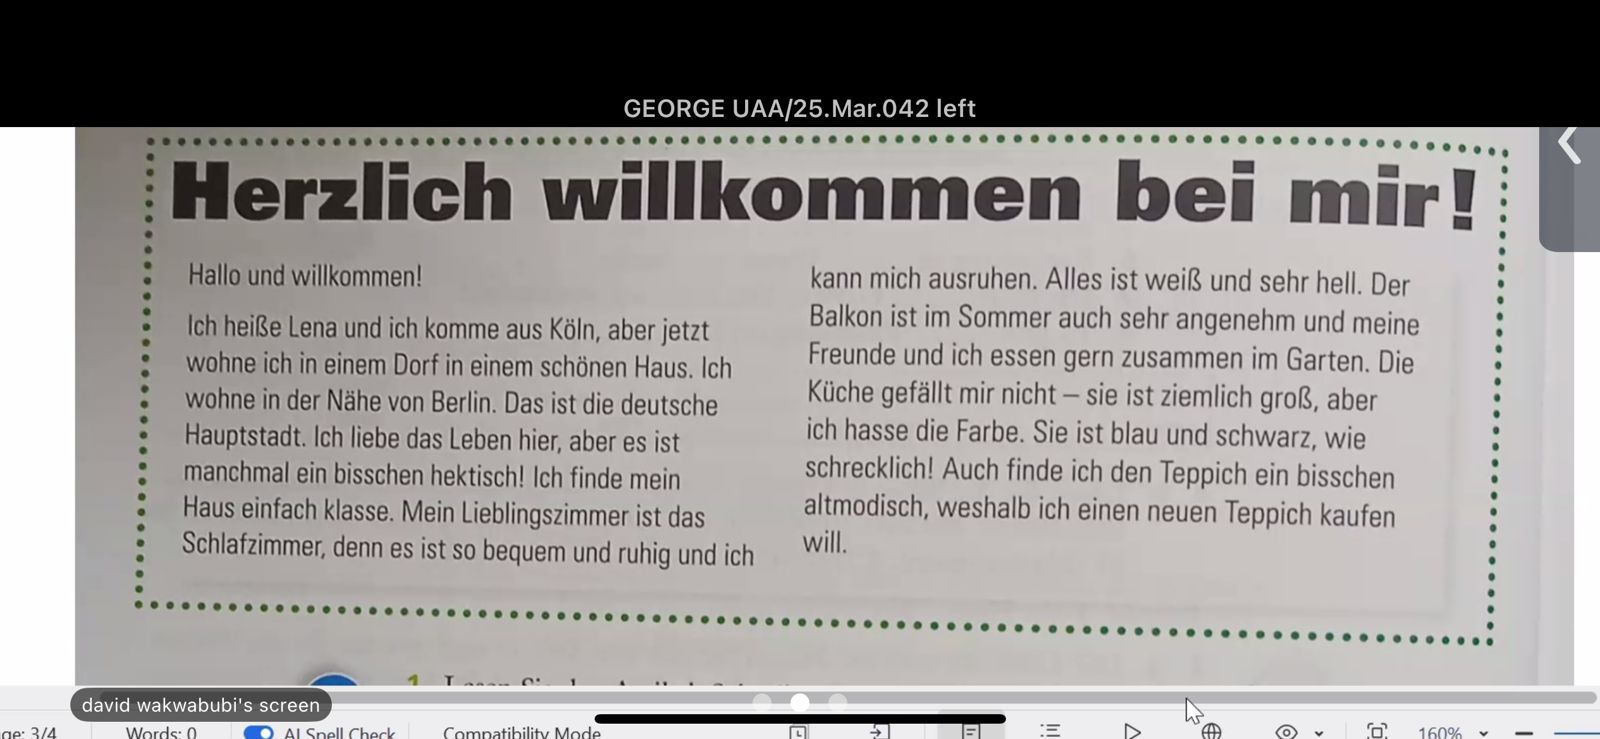 GEORGE UAA/25.Mar.042 left
Herzlich willkommen bei mir!
Hallo und willkommen!
Ich heiße Lena und ich komme aus Köln, aber jetzt
wohne ich in einem Dorf in einem schönen Haus. Ich
wohne in der Nähe von Berlin. Das ist die deutsche
Hauptstadt. Ich liebe das Leben hier, aber es ist
manchmal ein bisschen hektisch! Ich finde mein
Haus einfach klasse. Mein Lieblingszimmer ist das
Schlafzimmer, denn es ist so bequem und ruhig und ich
kann mich ausruhen. Alles ist weiß und sehr hell. Der
Balkon ist im Sommer auch sehr angenehm und meine
Freunde und ich essen gern zusammen im Garten. Die
Küche gefällt mir nicht – sie ist ziemlich groß, aber
ich hasse die Farbe. Sie ist blau und schwarz, wie
schrecklich! Auch finde ich den Teppich ein bisschen
altmodisch, weshalb ich einen neuen Teppich kaufen
will.
1
david wakwabubi's screen
ge: 3/4 Words: 0 AI Spell Check Compatibility Mode 160%